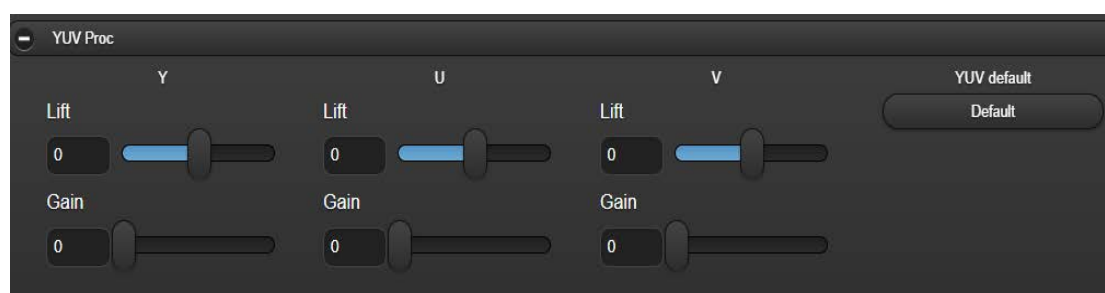 YUV Proc
Y U V YUV default
Lift Lift Lift Default
0 0 0
Gain Gain Gain
0 0 0